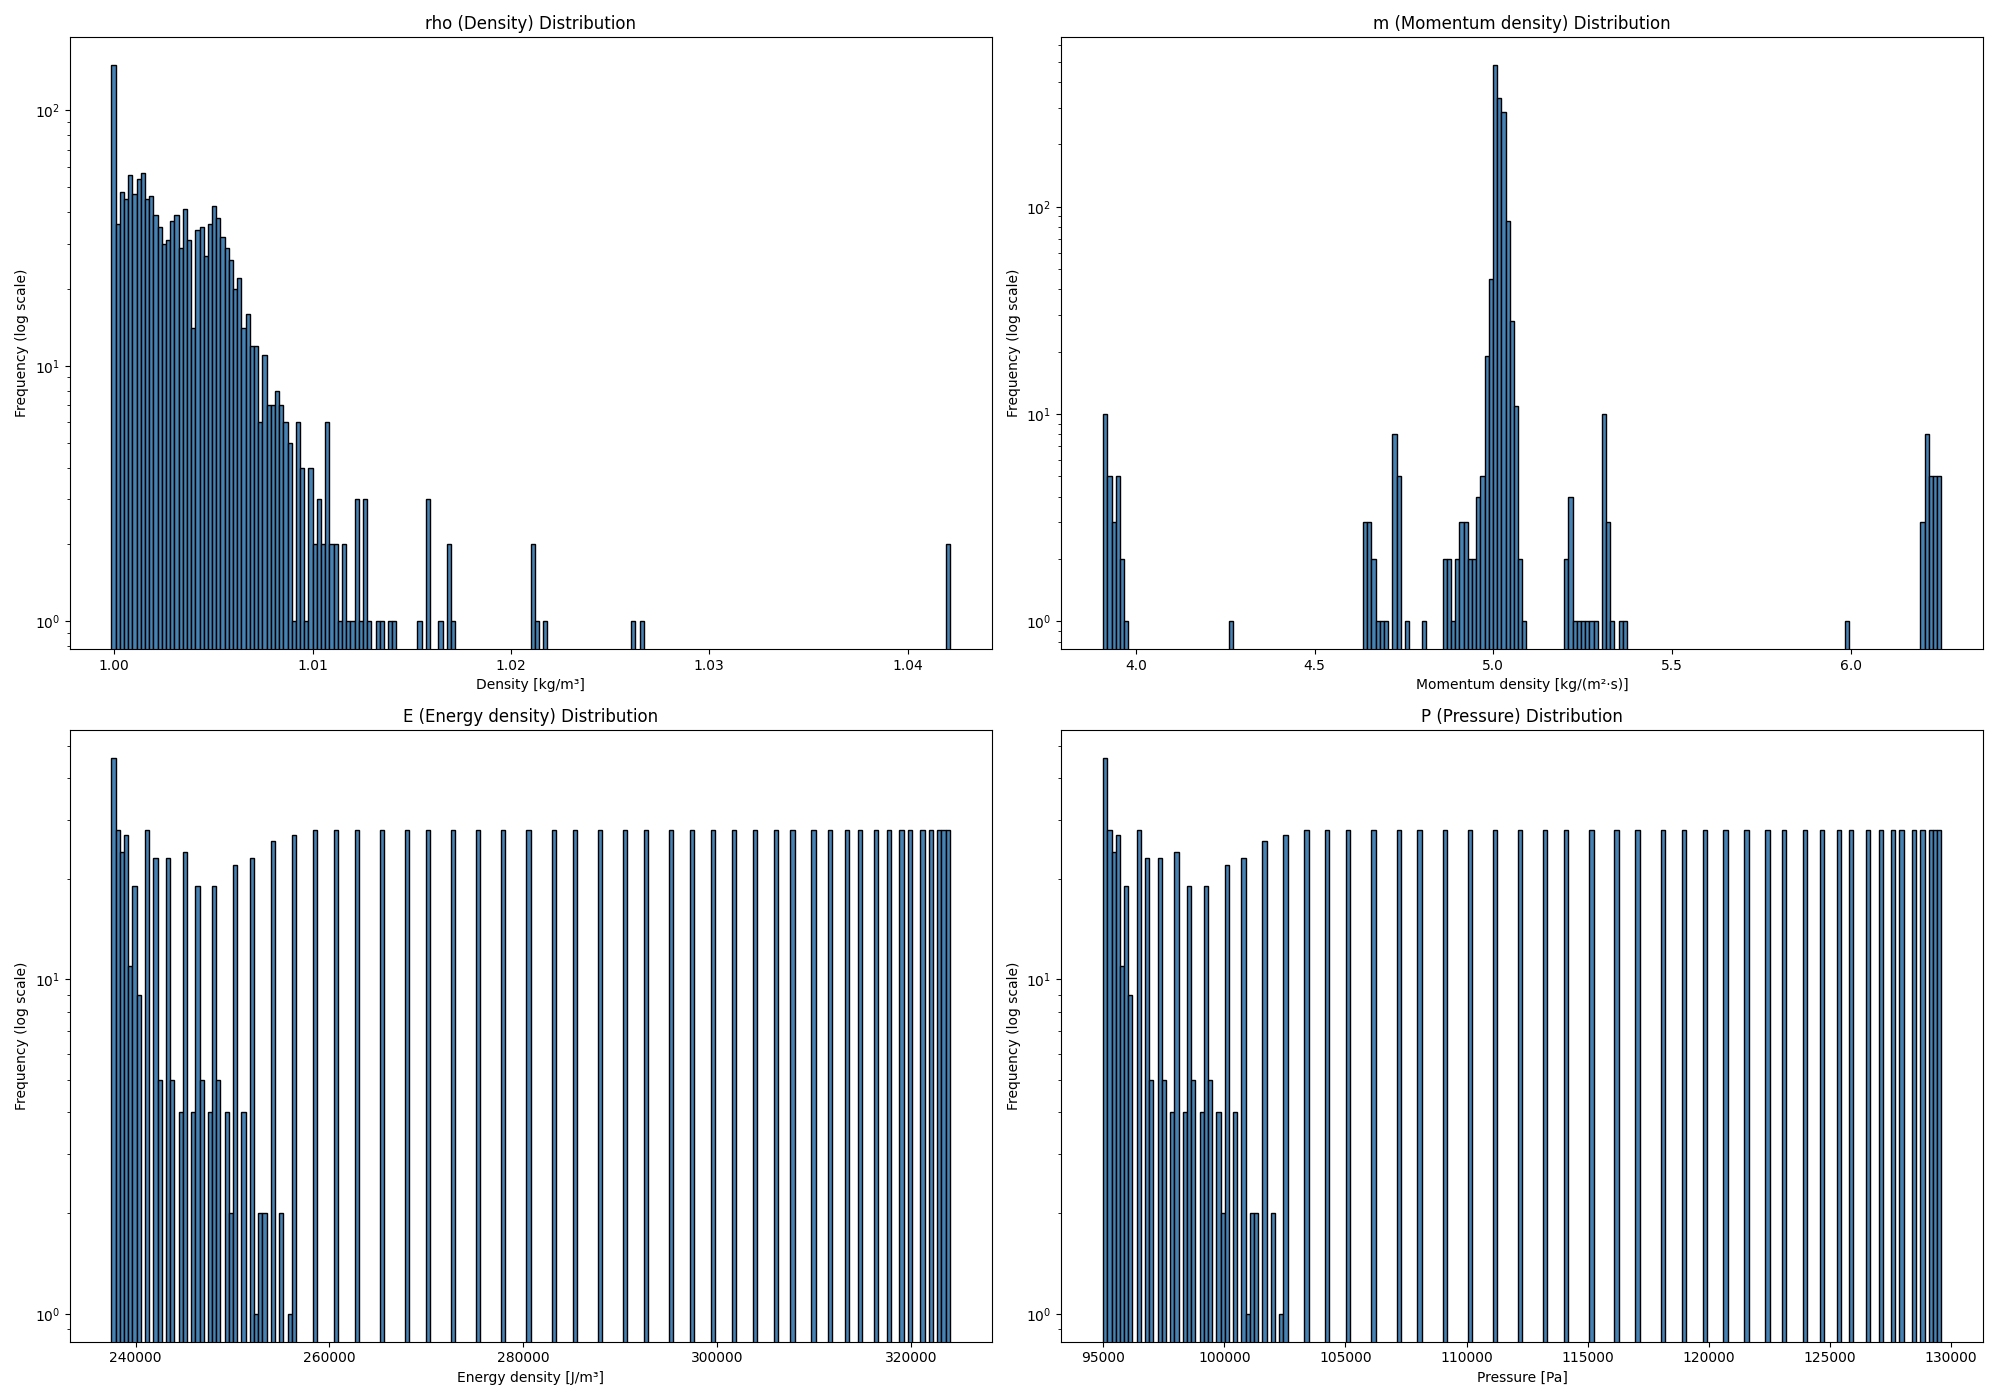 rho (Density) Distribution
Frequency (log scale)
10²
10¹
10⁰
1.00 1.01 1.02 1.03 1.04
Density [kg/m³]
m (Momentum density) Distribution
Frequency (log scale)
10²
10¹
10⁰
4.0 4.5 5.0 5.5 6.0
Momentum density [kg/(m²·s)]
E (Energy density) Distribution
Frequency (log scale)
10¹
10⁰
240000 260000 280000 300000 320000
Energy density [J/m³]
P (Pressure) Distribution
Frequency (log scale)
10¹
10⁰
95000 100000 105000 110000 115000 120000 125000 130000
Pressure [Pa]